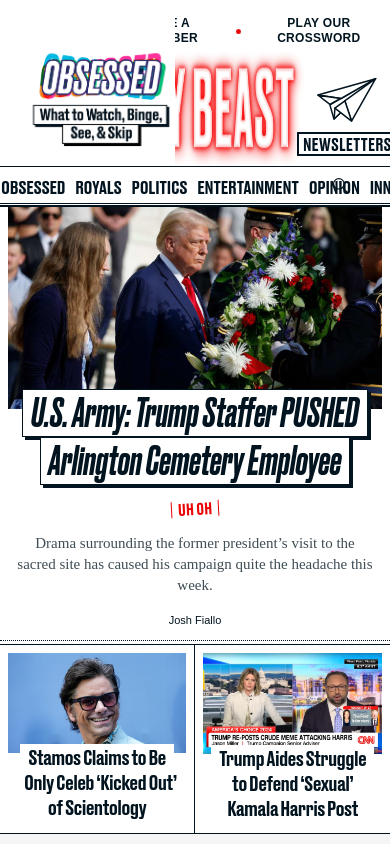 E A
BER
PLAY OUR
CROSSWORD
OBSESSED
What to Watch, Binge,
See, & Skip
Y BEAST
NEWSLETTERS
OBSESSED ROYALS POLITICS ENTERTAINMENT OPINION INN
U.S. Army: Trump Staffer PUSHED
Arlington Cemetery Employee
UH OH
Drama surrounding the former president’s visit to the
sacred site has caused his campaign quite the headache this
week.
Josh Fiallo
AMERICA'S CHOICE 2024
TRUMP RE-POSTS CRUDE MEME ATTACKING HARRIS
Jason Miller | Trump Campaign Senior Adviser
CNN
Stamos Claims to Be
Only Celeb ‘Kicked Out’
of Scientology
Trump Aides Struggle
to Defend ‘Sexual’
Kamala Harris Post